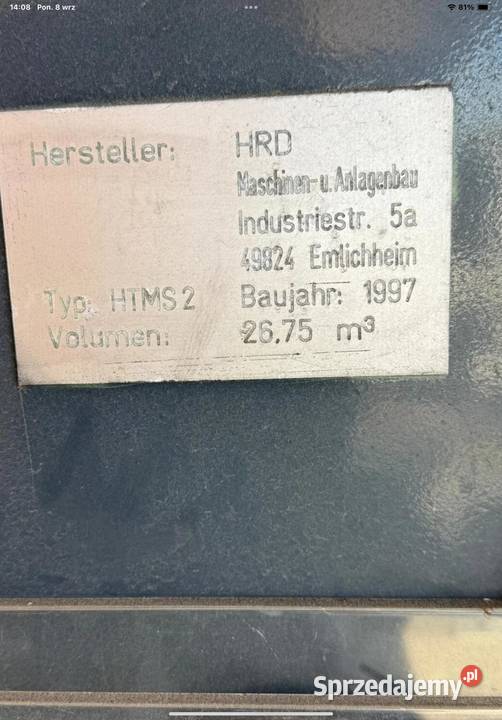 14:08 Pon. 8 wrz
81%
Hersteller: HRD
Maschinen- u. Anlagenbau
Industriestr. 5a
49824 Emlichheim
Typ: HTMS 2 Baujahr: 1997
Volumen: 26,75 m³
Sprzedajemy.pl